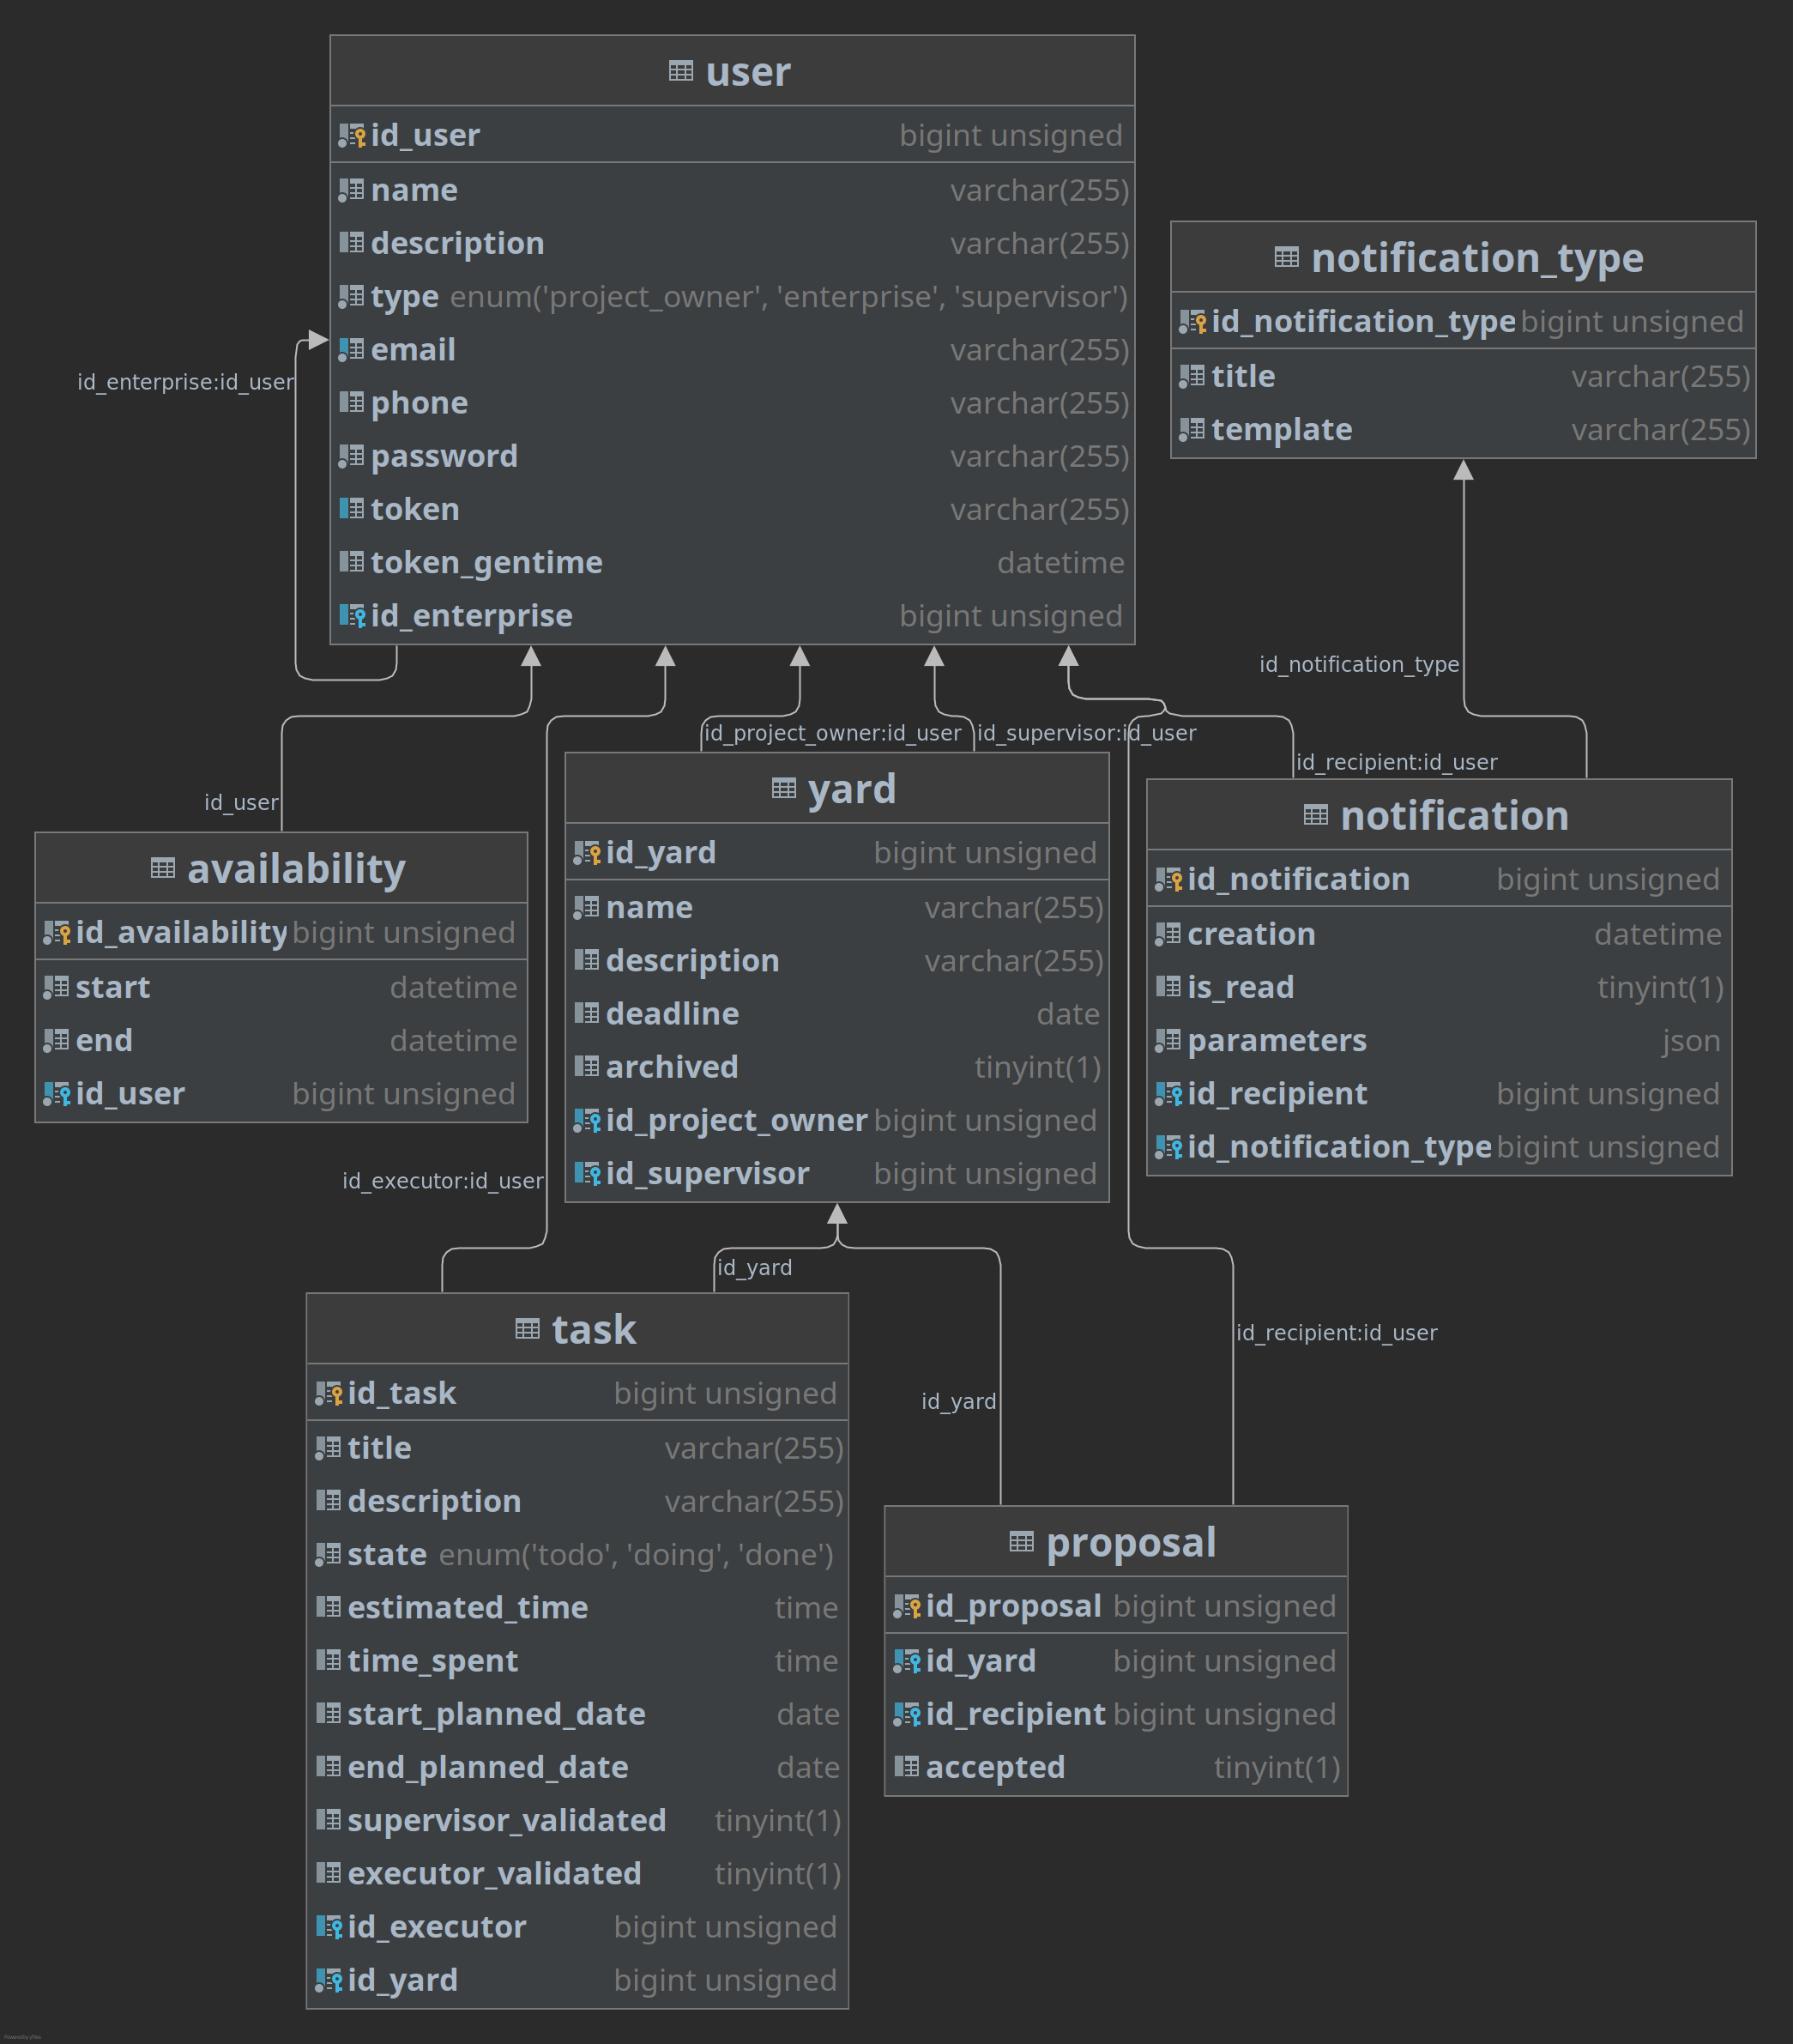 user
id_user bigint unsigned
name varchar(255)
description varchar(255)
type enum('project_owner', 'enterprise', 'supervisor')
email varchar(255)
phone varchar(255)
password varchar(255)
token varchar(255)
token_gentime datetime
id_enterprise bigint unsigned
id_enterprise:id_user
notification_type
id_notification_type bigint unsigned
title varchar(255)
template varchar(255)
id_notification_type
id_project_owner:id_user
id_supervisor:id_user
id_recipient:id_user
id_user
availability
id_availability bigint unsigned
start datetime
end datetime
id_user bigint unsigned
yard
id_yard bigint unsigned
name varchar(255)
description varchar(255)
deadline date
archived tinyint(1)
id_project_owner bigint unsigned
id_supervisor bigint unsigned
notification
id_notification bigint unsigned
creation datetime
is_read tinyint(1)
parameters json
id_recipient bigint unsigned
id_notification_type bigint unsigned
id_executor:id_user
id_yard
id_recipient:id_user
id_yard
task
id_task bigint unsigned
title varchar(255)
description varchar(255)
state enum('todo', 'doing', 'done')
estimated_time time
time_spent time
start_planned_date date
end_planned_date date
supervisor_validated tinyint(1)
executor_validated tinyint(1)
id_executor bigint unsigned
id_yard bigint unsigned
proposal
id_proposal bigint unsigned
id_yard bigint unsigned
id_recipient bigint unsigned
accepted tinyint(1)
Powered by yFiles